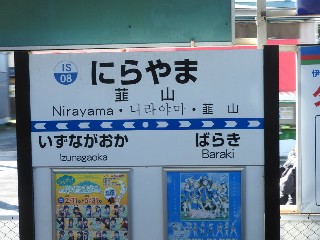 IS
08
にらやま
韮山
Nirayama・니라야마・韮山
いずながおか ばらき
Izunagaoka Baraki